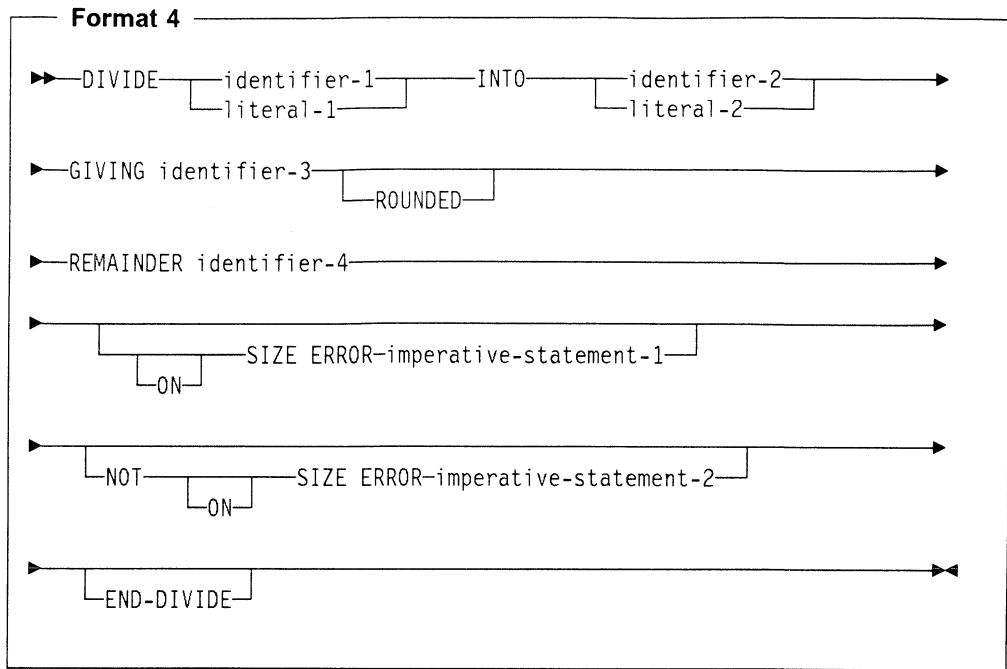 Format 4
DIVIDE identifier-1 INTO identifier-2
literal-1 literal-2
GIVING identifier-3
ROUNDED
REMAINDER identifier-4
SIZE ERROR imperative-statement-1
ON
NOT SIZE ERROR imperative-statement-2
ON
END-DIVIDE